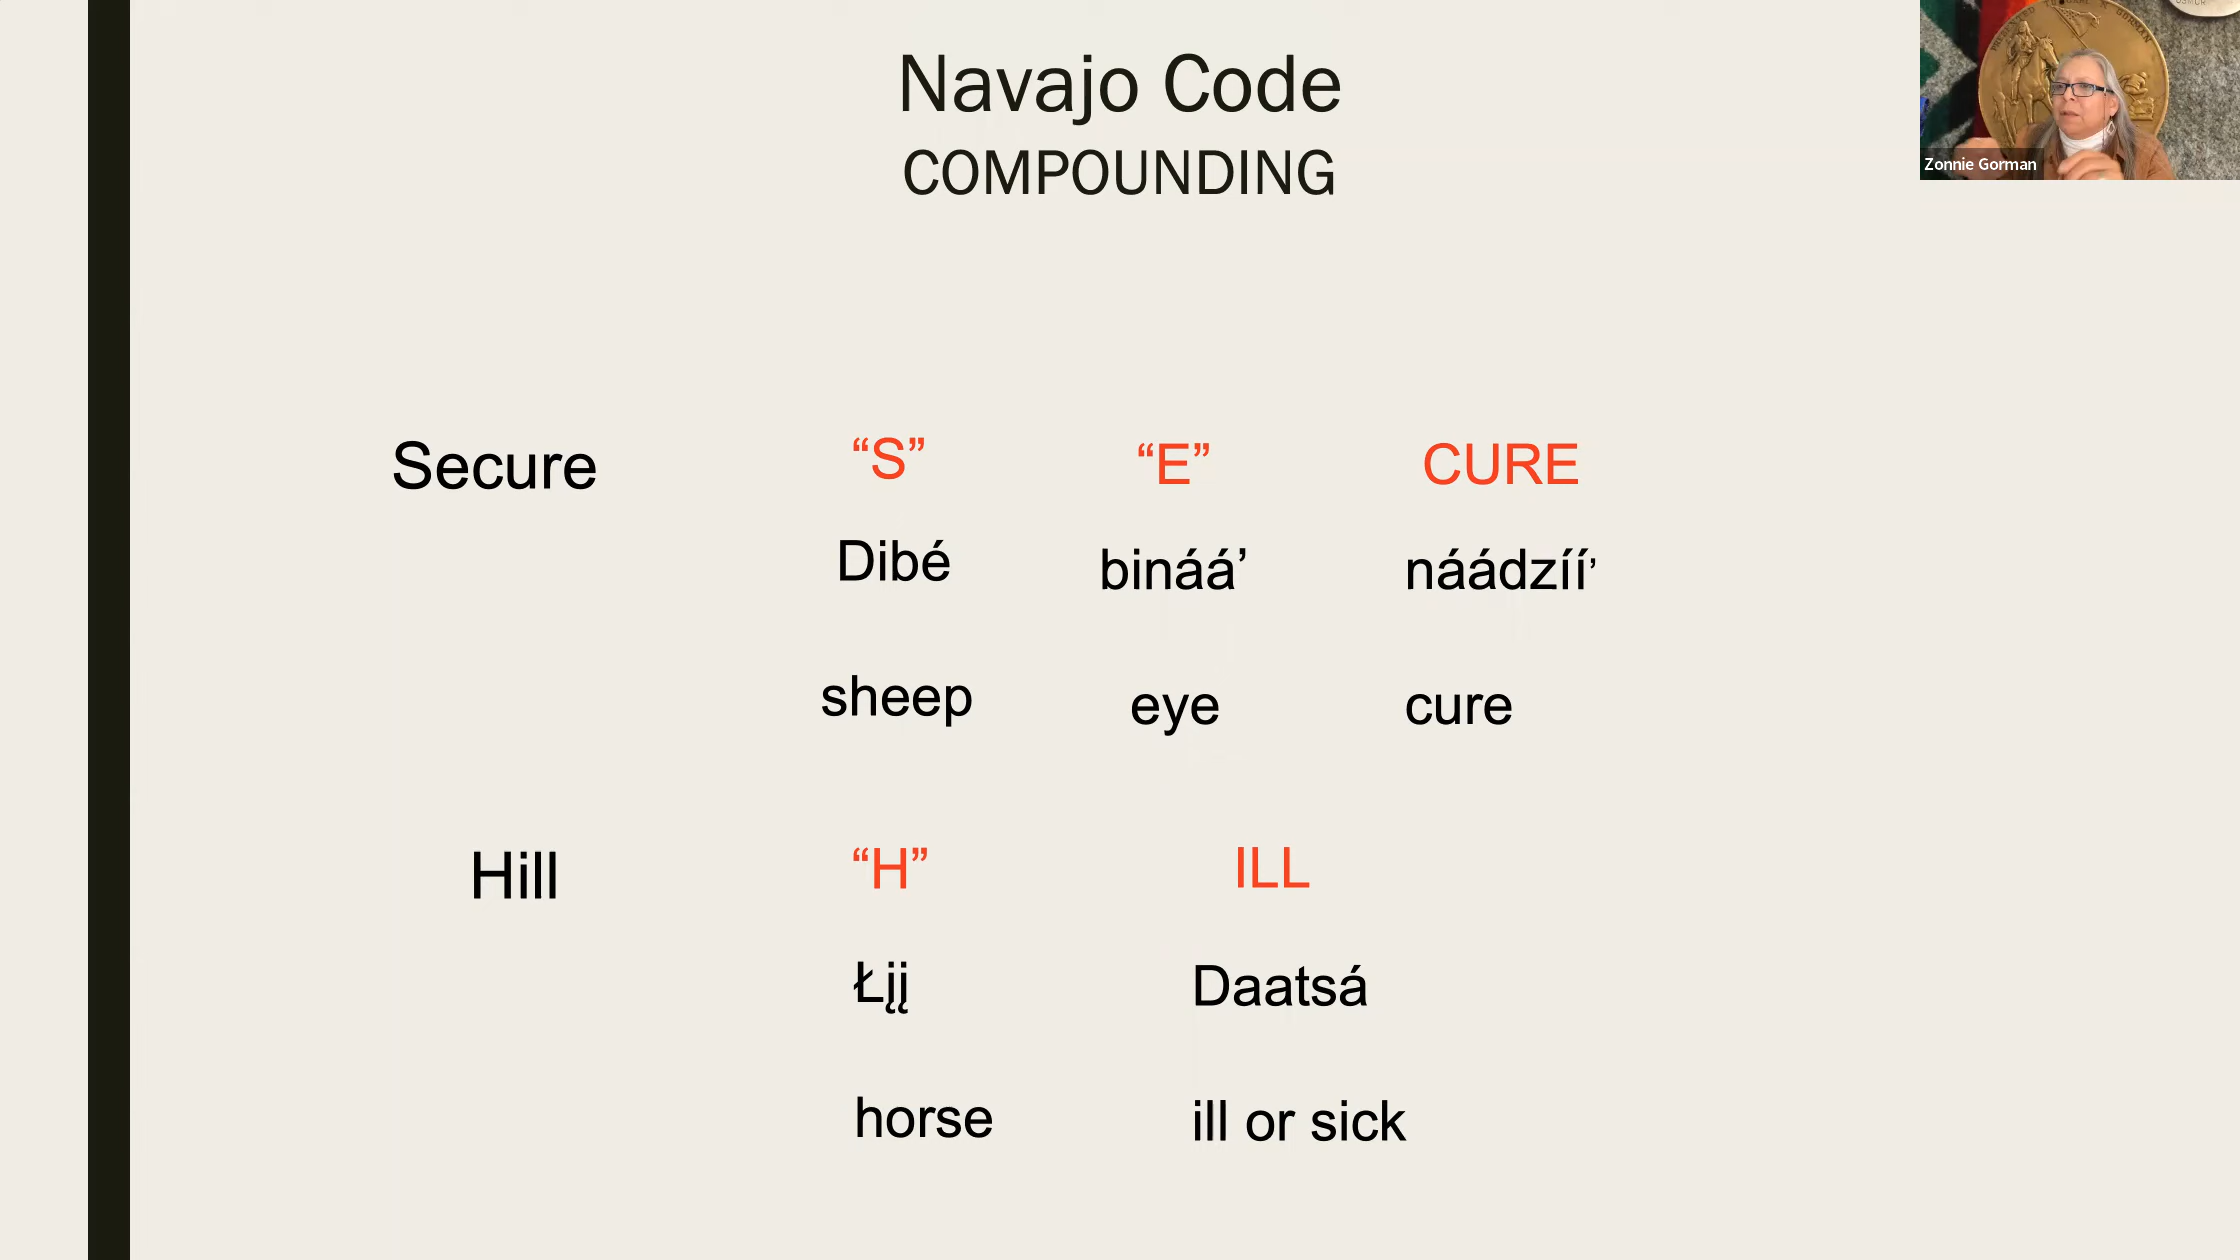 Navajo Code
COMPOUNDING
Zonnie Gorman
Secure “S” “E” CURE
Dibé bináá’ náádzíí’
sheep eye cure
Hill “H” ILL
Łįį Daatsá
horse ill or sick